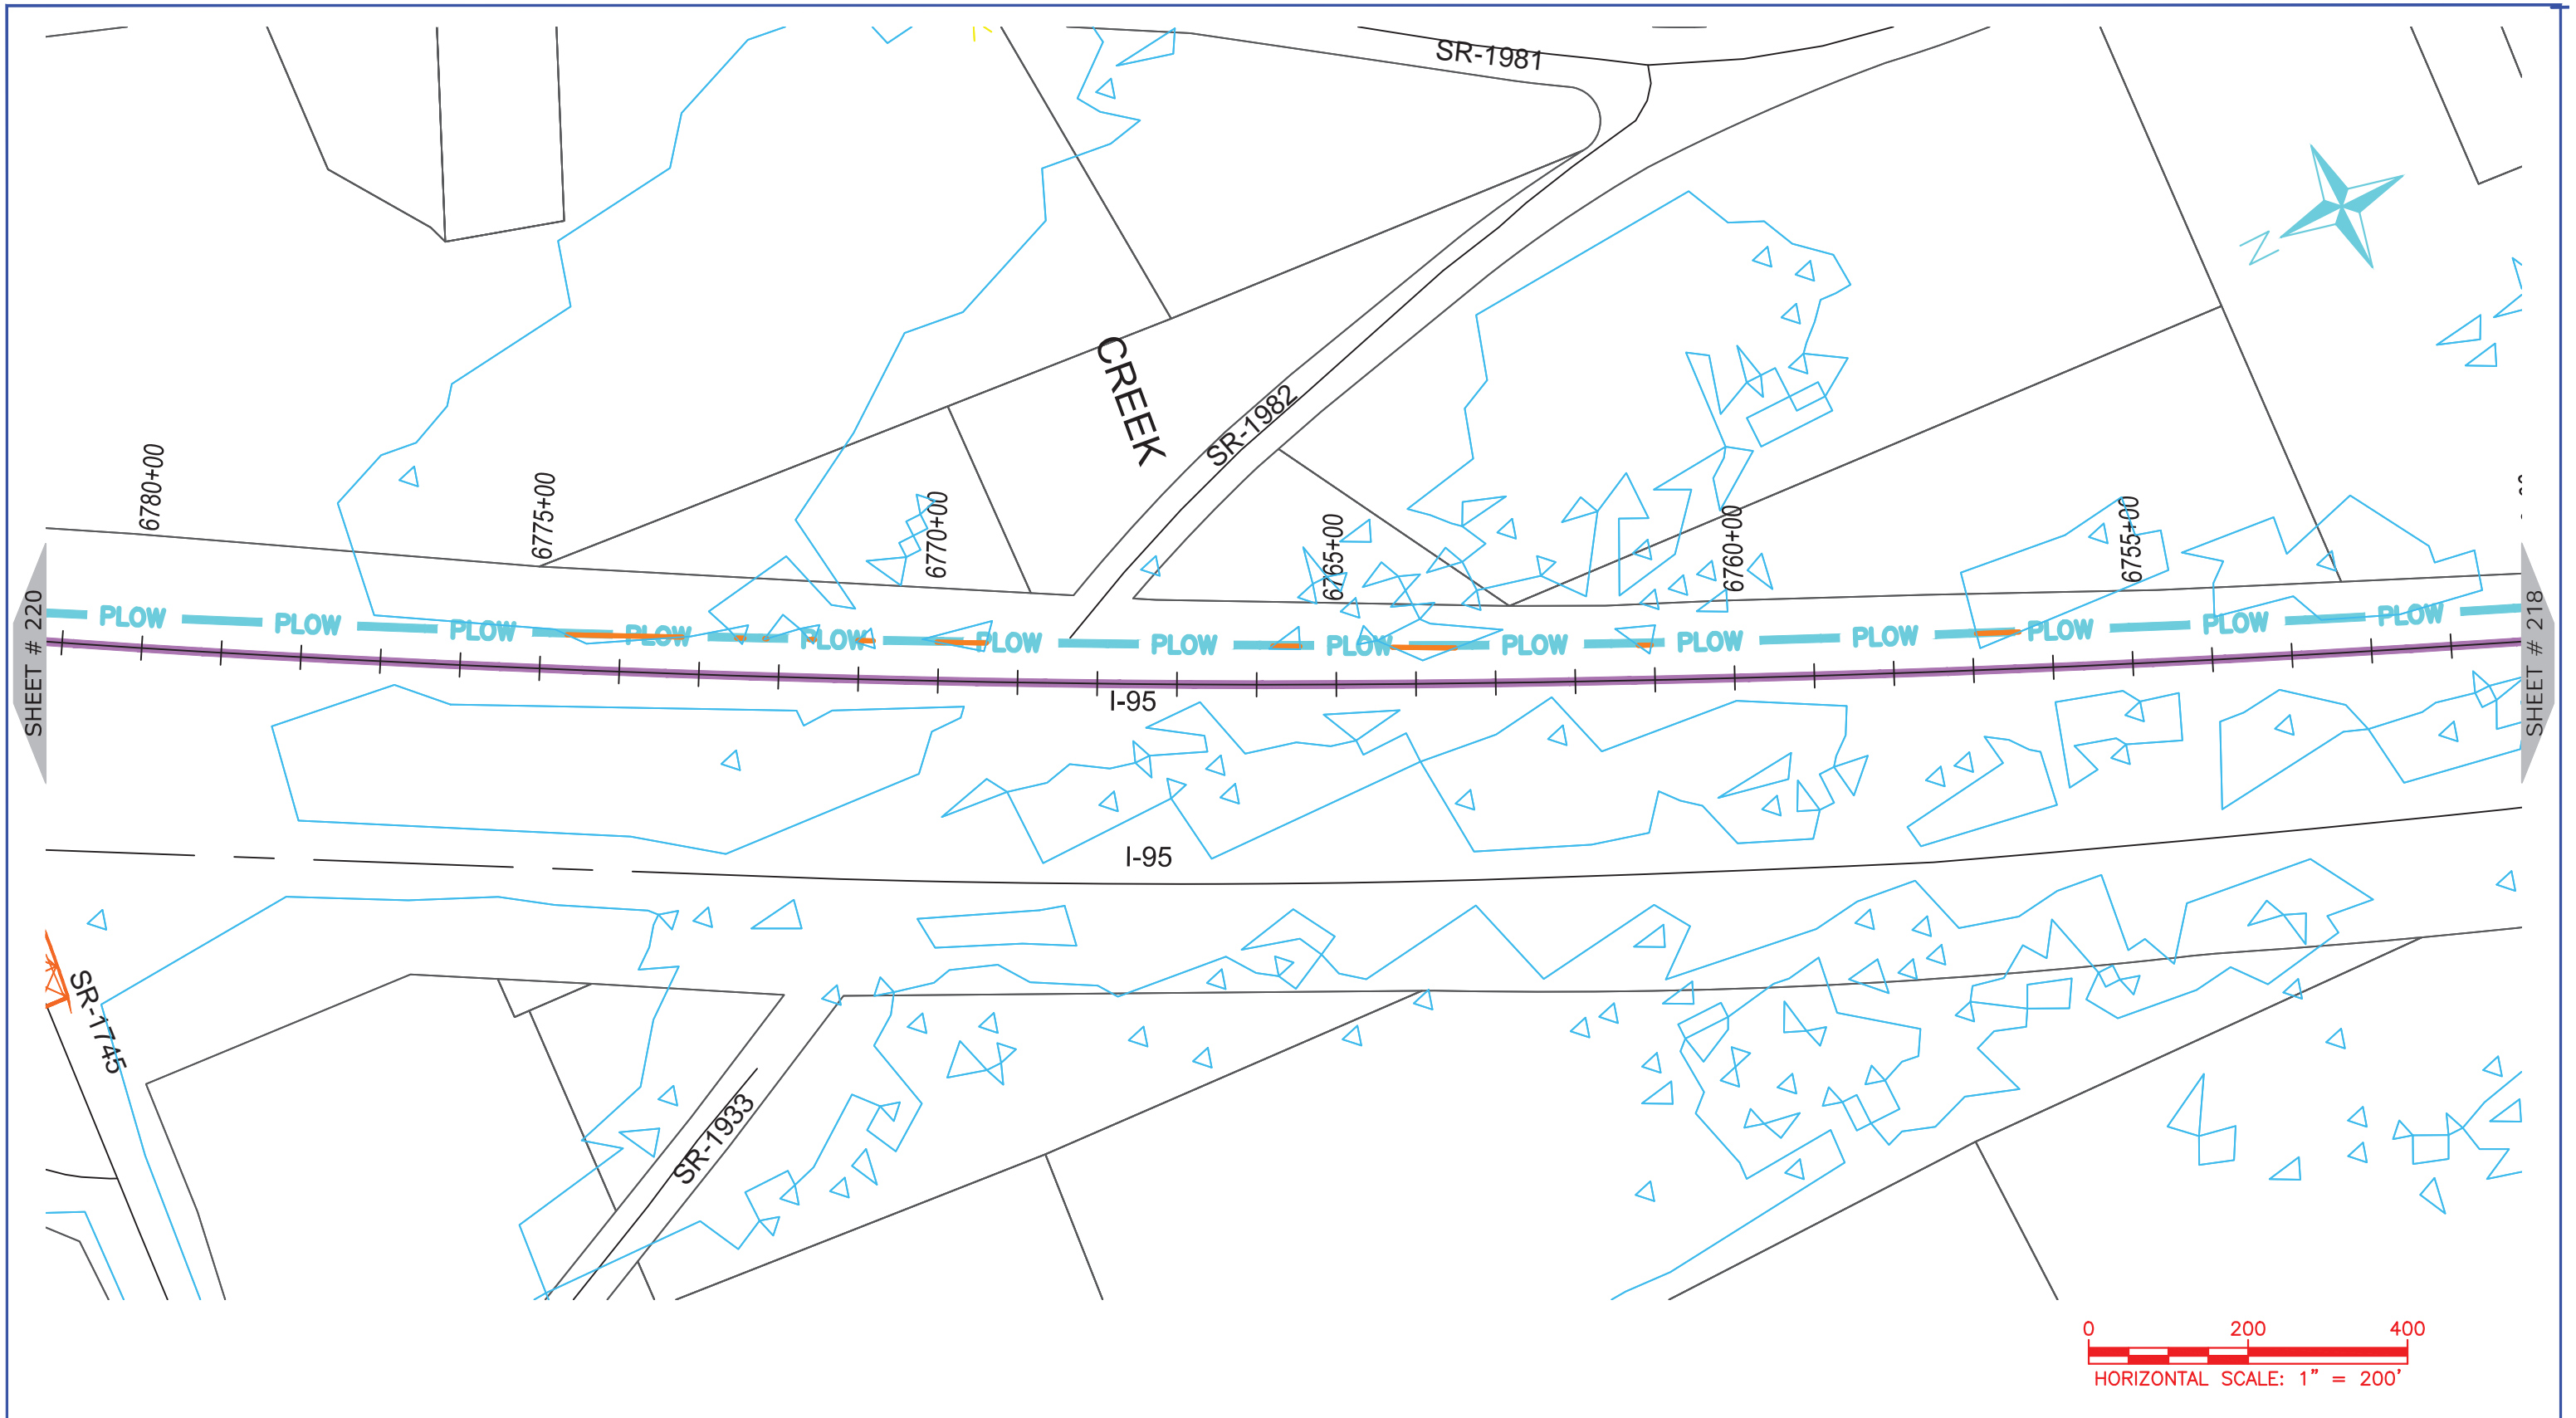 SR-1981
N
CREEK
SR-1982
6780+00
6775+00
6770+00
6765+00
6760+00
6755+00
SHEET # 220
PLOW PLOW PLOW PLOW PLOW PLOW PLOW PLOW PLOW PLOW PLOW PLOW PLOW PLOW
SHEET # 218
I-95
I-95
SR-1745
SR-1933
0 200 400
HORIZONTAL SCALE: 1" = 200'